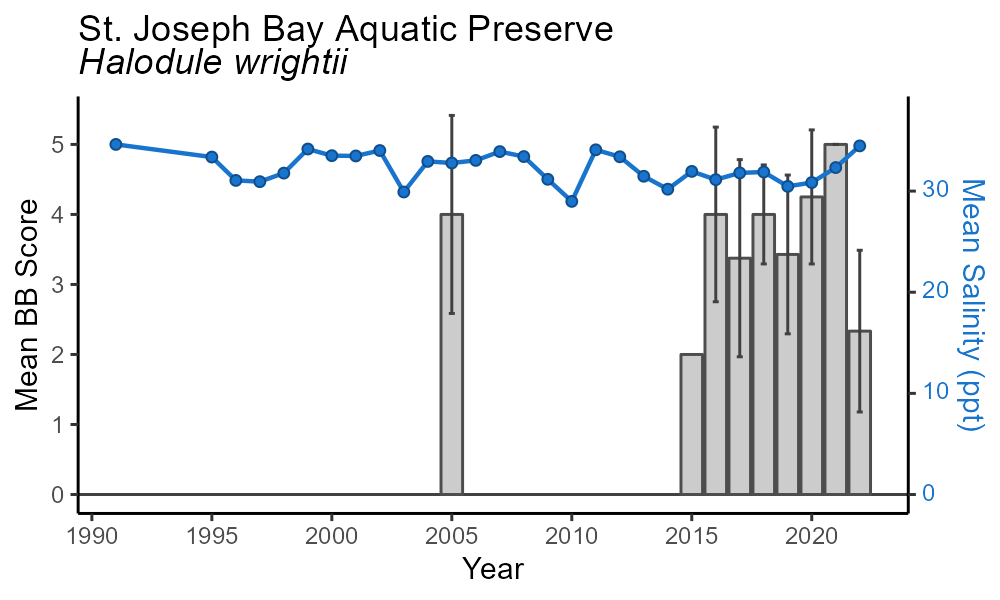 St. Joseph Bay Aquatic Preserve
Halodule wrightii
Mean BB Score
5
4
3
2
1
0
30
20
10
0
Mean Salinity (ppt)
1990 1995 2000 2005 2010 2015 2020
Year